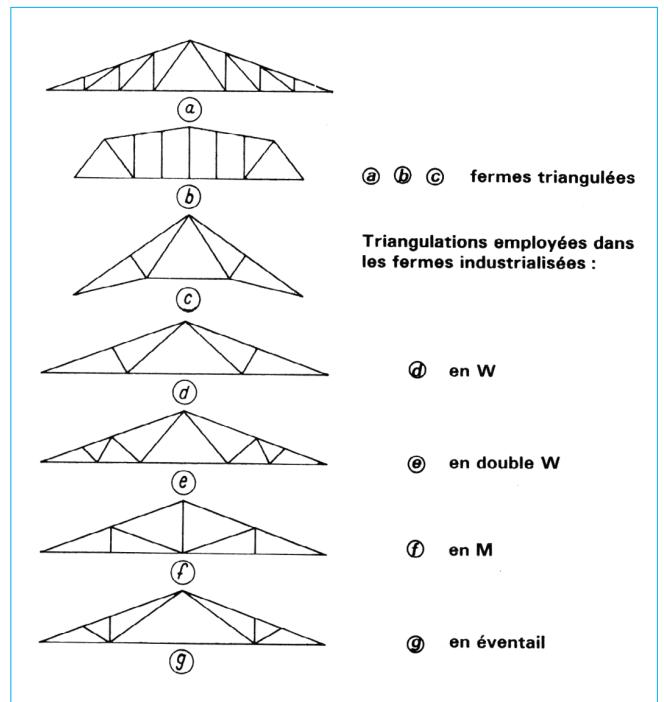 a
b
a b c fermes triangulées
Triangulations employées dans
les fermes industrialisées :
c
d en W
d
e en double W
e
f en M
f
g en éventail
g